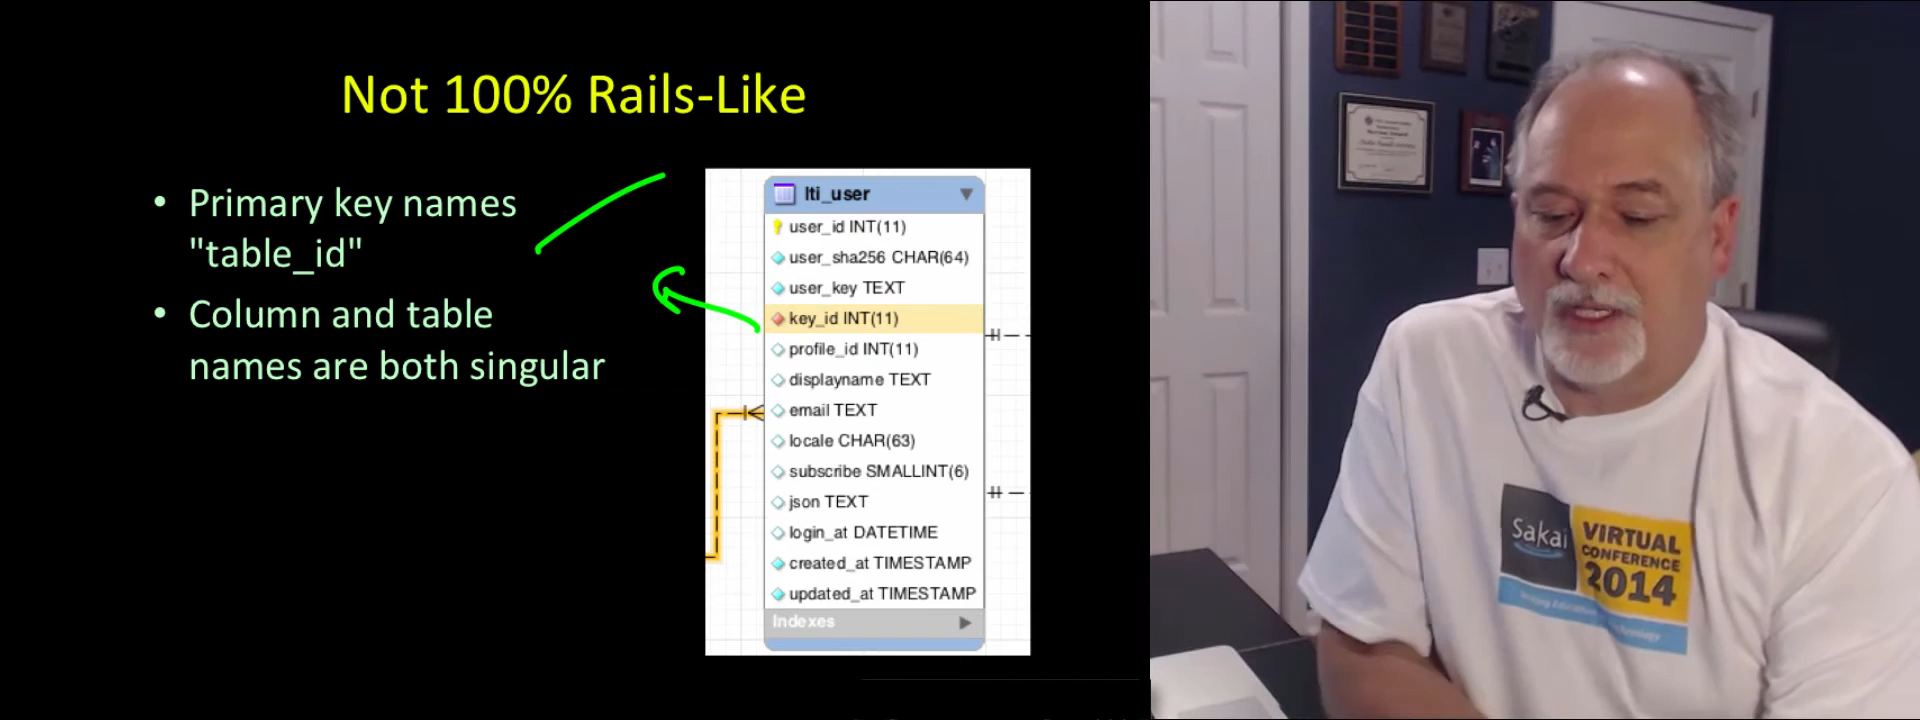 Not 100% Rails-Like
• Primary key names
"table_id"
• Column and table
names are both singular
lti_user
user_id INT(11)
user_sha256 CHAR(64)
user_key TEXT
key_id INT(11)
profile_id INT(11)
displayname TEXT
email TEXT
locale CHAR(63)
subscribe SMALLINT(6)
json TEXT
login_at DATETIME
created_at TIMESTAMP
updated_at TIMESTAMP
Indexes
Sakai
VIRTUAL
CONFERENCE
2014